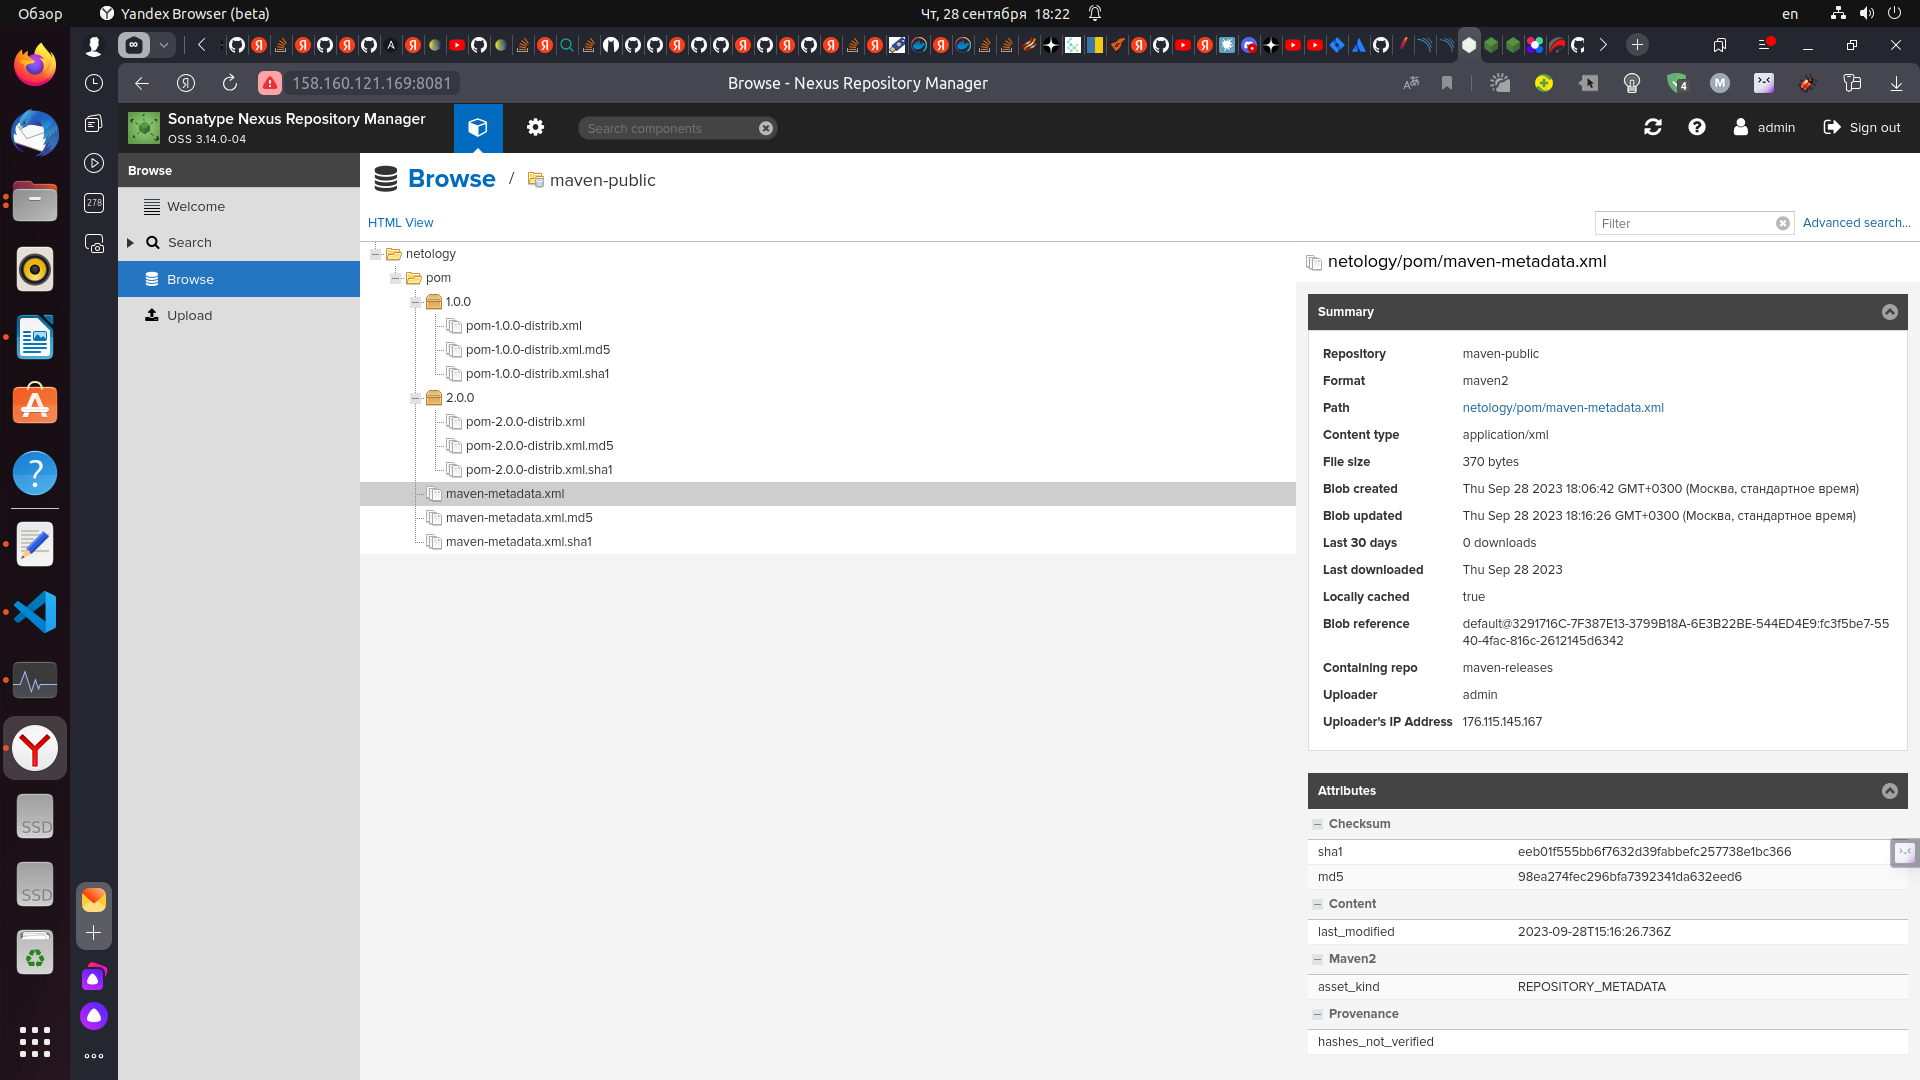 Обзор
Yandex Browser (beta)
Чт, 28 сентября 18:22
en
158.160.121.169:8081
Browse - Nexus Repository Manager
4
M
278
Sonatype Nexus Repository Manager
OSS 3.14.0-04
Search components
admin
Sign out
Browse
Welcome
Search
Browse
Upload
Browse / maven-public
HTML View
Filter
Advanced search...
netology
pom
1.0.0
pom-1.0.0-distrib.xml
pom-1.0.0-distrib.xml.md5
pom-1.0.0-distrib.xml.sha1
2.0.0
pom-2.0.0-distrib.xml
pom-2.0.0-distrib.xml.md5
pom-2.0.0-distrib.xml.sha1
maven-metadata.xml
maven-metadata.xml.md5
maven-metadata.xml.sha1
netology/pom/maven-metadata.xml
Summary
Repository maven-public
Format maven2
Path netology/pom/maven-metadata.xml
Content type application/xml
File size 370 bytes
Blob created Thu Sep 28 2023 18:06:42 GMT+0300 (Москва, стандартное время)
Blob updated Thu Sep 28 2023 18:16:26 GMT+0300 (Москва, стандартное время)
Last 30 days 0 downloads
Last downloaded Thu Sep 28 2023
Locally cached true
Blob reference default@3291716C-7F387E13-3799B18A-6E3B22BE-544ED4E9:fc3f5be7-55
40-4fac-816c-2612145d6342
Containing repo maven-releases
Uploader admin
Uploader's IP Address 176.115.145.167
Attributes
Checksum
sha1 eeb01f555bb6f7632d39fabbefc257738e1bc366
md5 98ea274fec296bfa7392341da632eed6
Content
last_modified 2023-09-28T15:16:26.736Z
Maven2
asset_kind REPOSITORY_METADATA
Provenance
hashes_not_verified
SSD
SSD